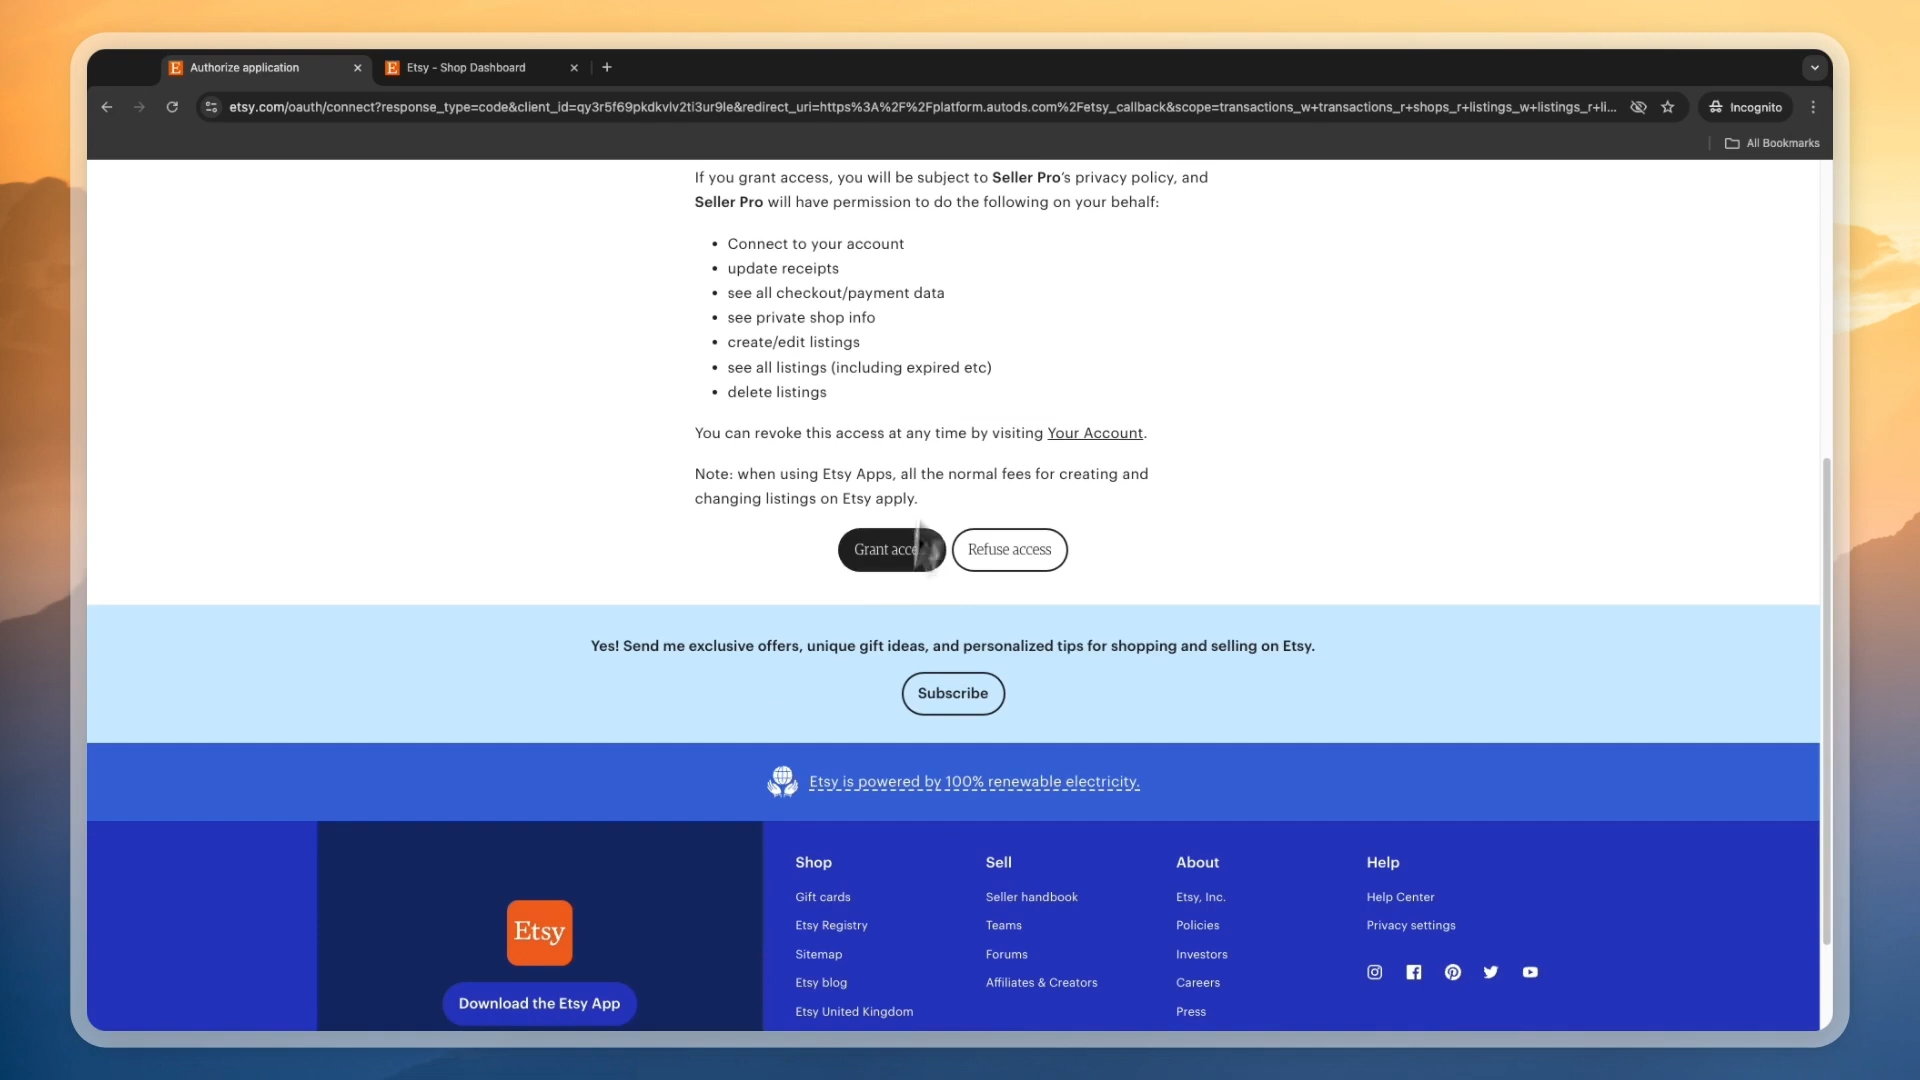 Authorize application
Etsy - Shop Dashboard
etsy.com/oauth/connect?response_type=code&client_id=qy3r5f69pkdkvlv2ti3ur9le&redirect_uri=https%3A%2F%2Fplatform.autods.com%2Fetsy_callback&scope=transactions_w+transactions_r+shops_r+listings_w+listings_r+li...
Incognito
All Bookmarks
If you grant access, you will be subject to Seller Pro's privacy policy, and
Seller Pro will have permission to do the following on your behalf:
• Connect to your account
• update receipts
• see all checkout/payment data
• see private shop info
• create/edit listings
• see all listings (including expired etc)
• delete listings
You can revoke this access at any time by visiting Your Account.
Note: when using Etsy Apps, all the normal fees for creating and
changing listings on Etsy apply.
Grant acce
Refuse access
Yes! Send me exclusive offers, unique gift ideas, and personalized tips for shopping and selling on Etsy.
Subscribe
Etsy is powered by 100% renewable electricity.
Etsy
Download the Etsy App
Shop
Gift cards
Etsy Registry
Sitemap
Etsy blog
Etsy United Kingdom
Sell
Seller handbook
Teams
Forums
Affiliates & Creators
About
Etsy, Inc.
Policies
Investors
Careers
Press
Help
Help Center
Privacy settings